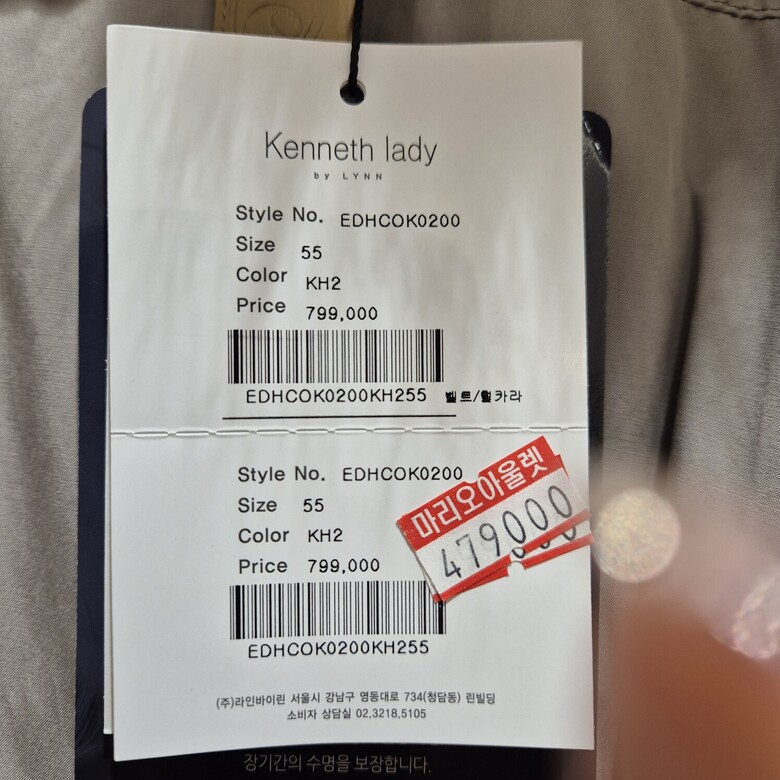 Kenneth lady
by LYNN
Style No. EDHCOK0200
Size 55
Color KH2
Price 799,000
EDHCOK0200KH255 벨트/털카라
Style No. EDHCOK0200
Size 55
Color KH2
Price 799,000
마리오아울렛
479000
EDHCOK0200KH255
(주)라인바이린 서울시 강남구 영동대로 734(청담동) 린빌딩
소비자 상담실 02.3218.5105
장기간의 수명을 보장합니다.